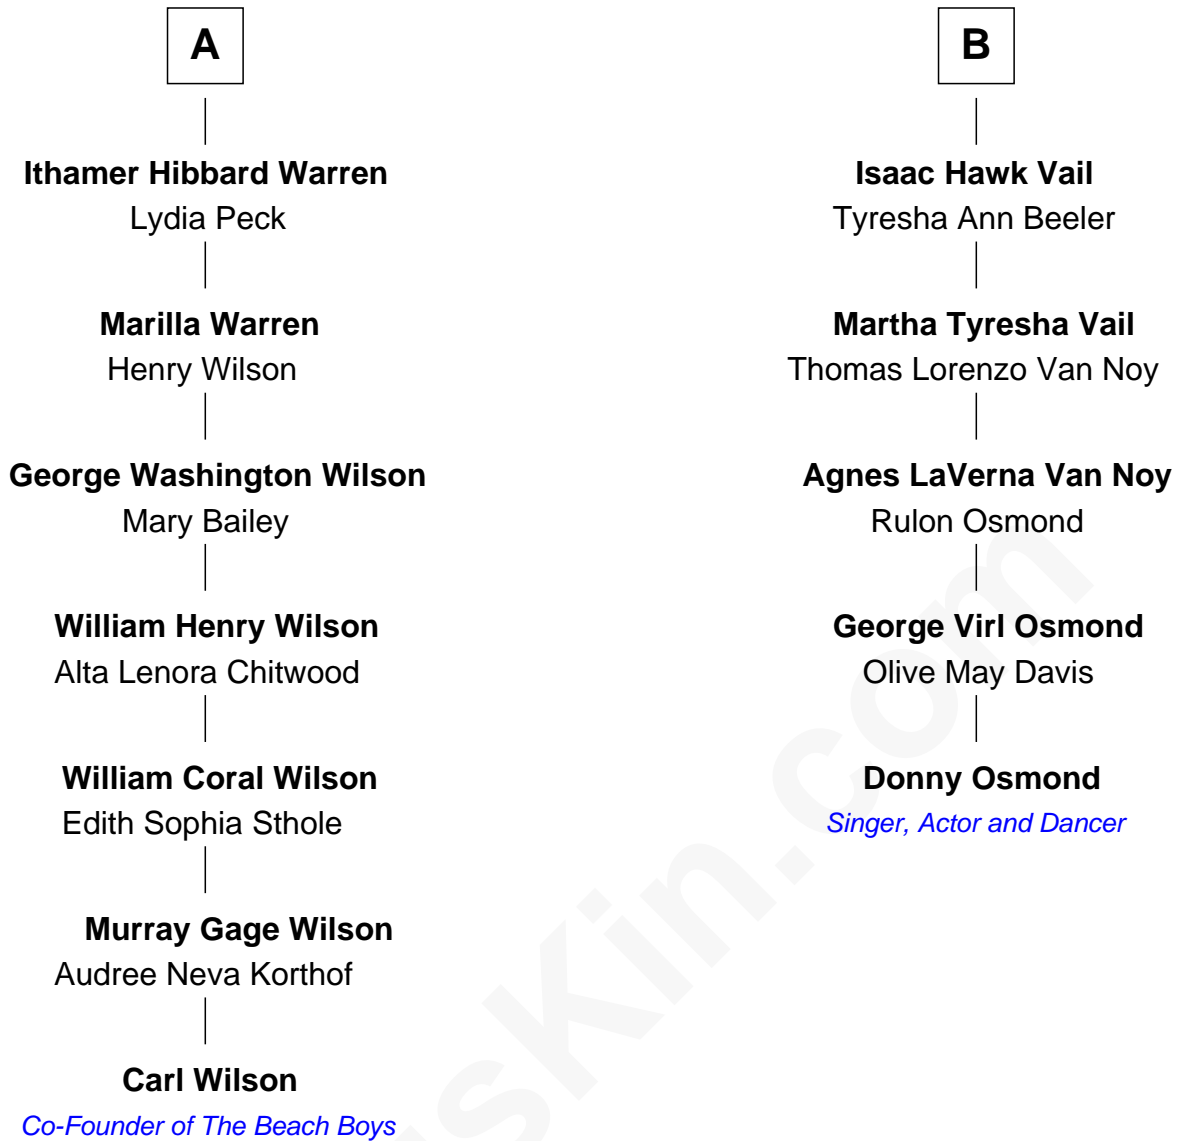 A
Ithamer Hibbard Warren
Lydia Peck
Marilla Warren
Henry Wilson
George Washington Wilson
Mary Bailey
William Henry Wilson
Alta Lenora Chitwood
William Coral Wilson
Edith Sophia Sthole
Murray Gage Wilson
Audree Neva Korthof
Carl Wilson
Co-Founder of The Beach Boys
B
Isaac Hawk Vail
Tyresha Ann Beeler
Martha Tyresha Vail
Thomas Lorenzo Van Noy
Agnes LaVerna Van Noy
Rulon Osmond
George Virl Osmond
Olive May Davis
Donny Osmond
Singer, Actor and Dancer